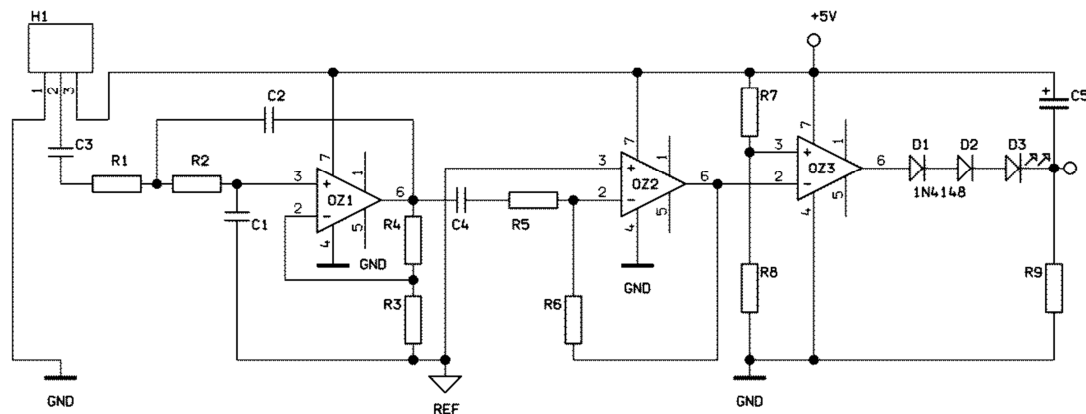 H1
+5V
1
2
3
C3
C2
R1
R2
C1
3
2
7
1
+
−
OZ1
6
4
5
GND
R4
R3
C4
R5
R6
3
2
7
1
+
−
OZ2
6
4
5
GND
R7
R8
3
2
7
1
+
−
OZ3
6
4
5
D1
D2
D3
1N4148
+
C5
R9
GND
REF
GND